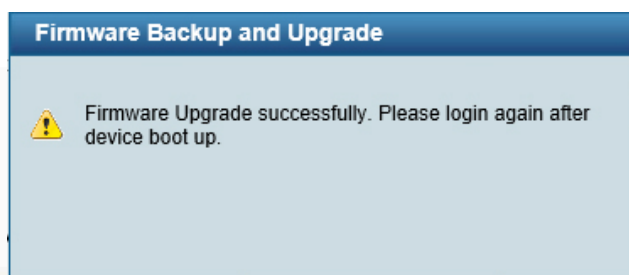 Firmware Backup and Upgrade
Firmware Upgrade successfully. Please login again after
device boot up.